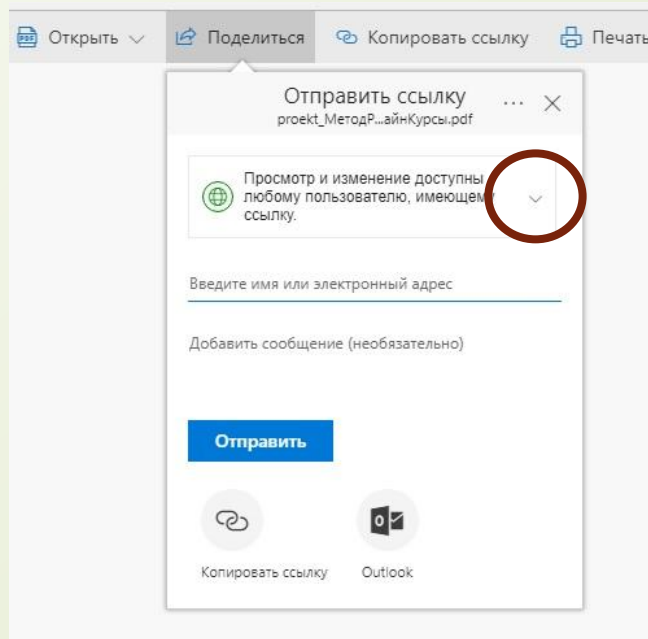 Открыть
Поделиться
Копировать ссылку
Печать
Отправить ссылку
proekt_МетодР...айнКурсы.pdf
Просмотр и изменение доступны
любому пользователю, имеющему
ссылку.
Введите имя или электронный адрес
Добавить сообщение (необязательно)
Отправить
Копировать ссылку
Outlook